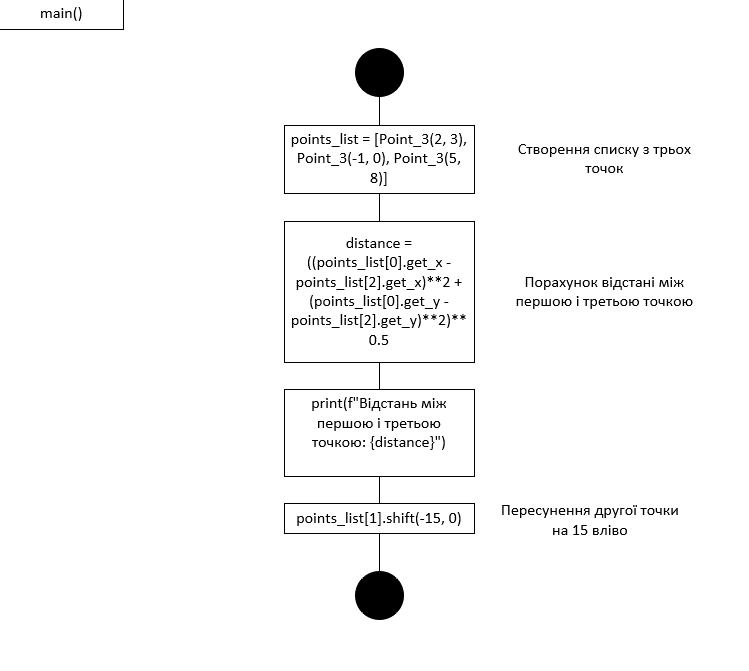 main()
points_list = [Point_3(2, 3),
Point_3(-1, 0), Point_3(5,
8)]
Створення списку з трьох
точок
distance =
((points_list[0].get_x -
points_list[2].get_x)**2 +
(points_list[0].get_y -
points_list[2].get_y)**2)**
0.5
Порахунок відстані між
першою і третьою точкою
print(f"Відстань між
першою і третьою
точкою: {distance}")
points_list[1].shift(-15, 0)
Пересунення другої точки
на 15 вліво